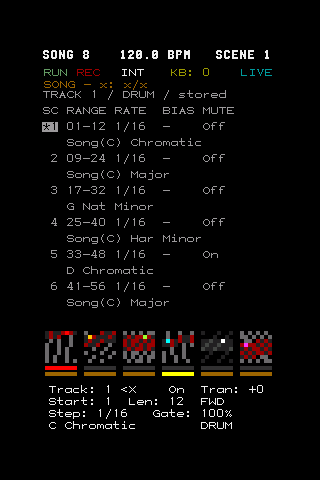 SONG 8 120.0 BPM SCENE 1
RUN REC INT KB: 0 LIVE
SONG - x: x/x
TRACK 1 / DRUM / stored
SC RANGE RATE BIAS MUTE
*1 01-12 1/16 - Off
Song(C) Chromatic
2 09-24 1/16 - Off
Song(C) Major
3 17-32 1/16 - Off
G Nat Minor
4 25-40 1/16 - Off
Song(C) Har Minor
5 33-48 1/16 - On
D Chromatic
6 41-56 1/16 - Off
Song(C) Major
Track: 1 <X On Tran: +0
Start: 1 Len: 12 FWD
Step: 1/16 Gate: 100%
C Chromatic DRUM